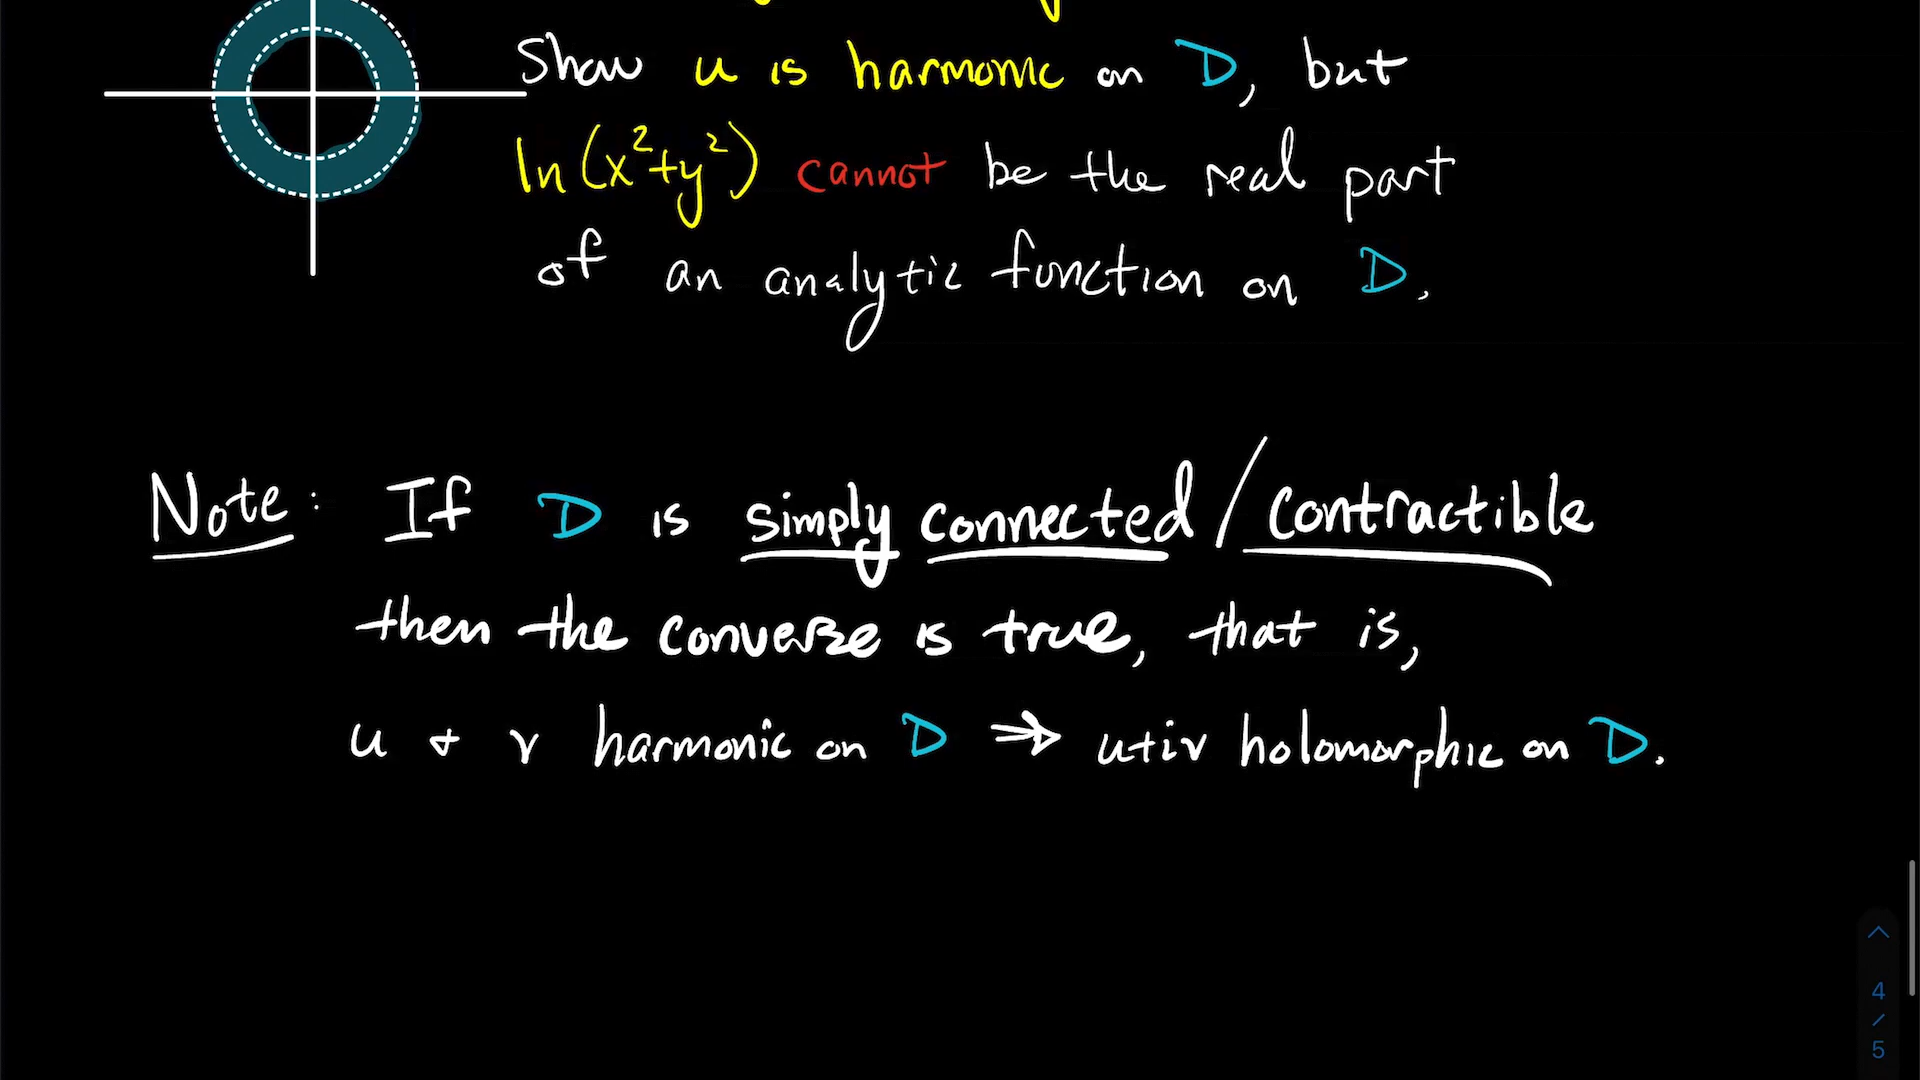 Show u is harmonic on D, but
ln(x²+y²) cannot be the real part
of an analytic function on D.
Note: If D is simply connected / contractible
then the converse is true, that is,
u & v harmonic on D ⇒ u+iv holomorphic on D.
4
/
5